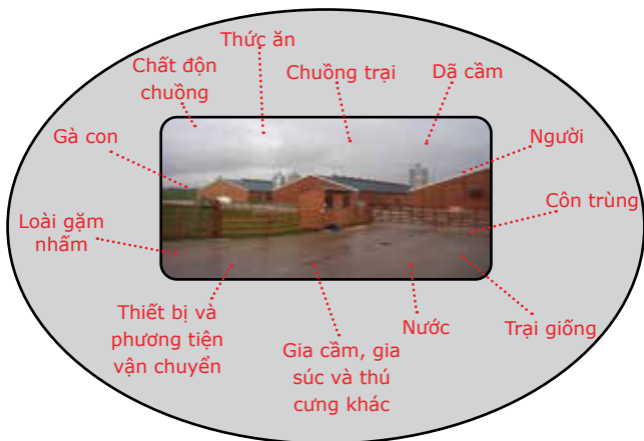 Thức ăn
Chất độn
chuồng
Chuồng trại
Dã cầm
Gà con
Người
Côn trùng
Loài gặm
nhấm
Thiết bị và
phương tiện
vận chuyển
Gia cầm, gia
súc và thú
cưng khác
Nước
Trại giống